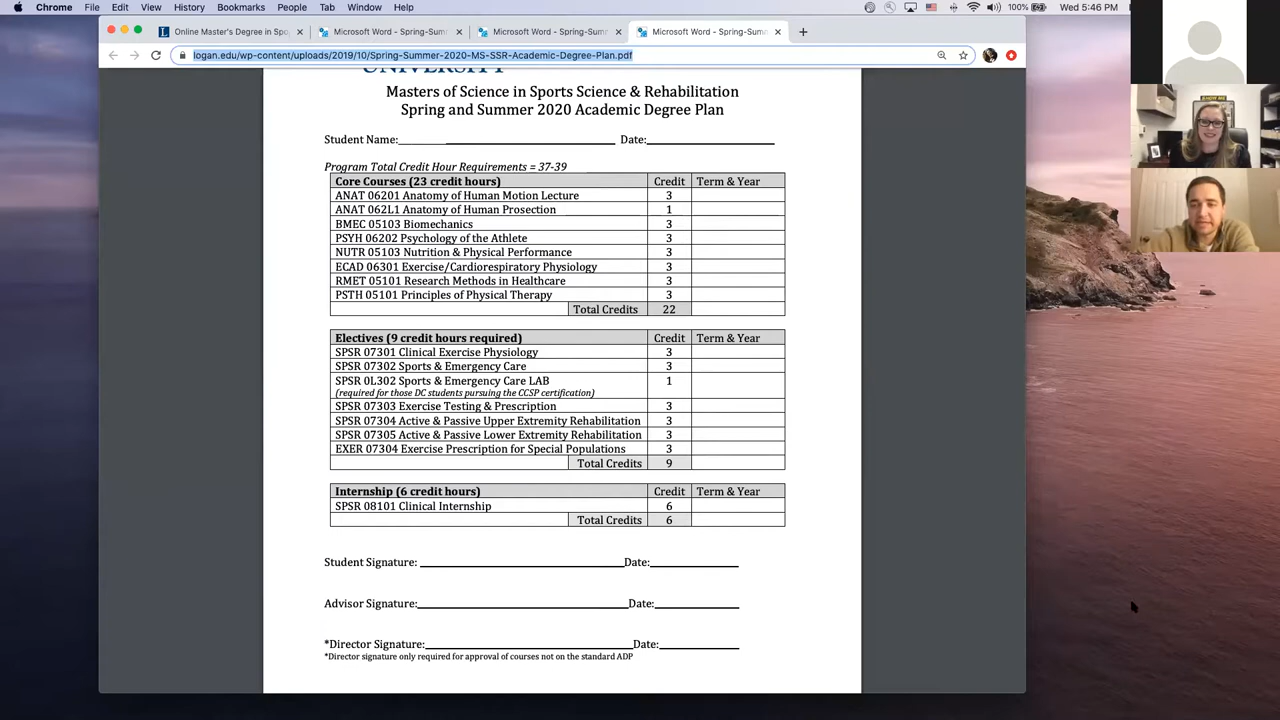 Chrome File Edit View History Bookmarks People Tab Window Help 100% Wed 5:46 PM
Online Master's Degree in Spo Microsoft Word - Spring-Summ Microsoft Word - Spring-Summ Microsoft Word - Spring-Summ
logan.edu/wp-content/uploads/2019/10/Spring-Summer-2020-MS-SSR-Academic-Degree-Plan.pdf
UNIVERSITY
Masters of Science in Sports Science & Rehabilitation
Spring and Summer 2020 Academic Degree Plan
Student Name: Date:
Program Total Credit Hour Requirements = 37-39
Core Courses (23 credit hours) Credit Term & Year
ANAT 06201 Anatomy of Human Motion Lecture 3
ANAT 062L1 Anatomy of Human Prosection 1
BMEC 05103 Biomechanics 3
PSYH 06202 Psychology of the Athlete 3
NUTR 05103 Nutrition & Physical Performance 3
ECAD 06301 Exercise/Cardiorespiratory Physiology 3
RMET 05101 Research Methods in Healthcare 3
PSTH 05101 Principles of Physical Therapy 3
Total Credits 22
Electives (9 credit hours required) Credit Term & Year
SPSR 07301 Clinical Exercise Physiology 3
SPSR 07302 Sports & Emergency Care 3
SPSR 0L302 Sports & Emergency Care LAB 1
(required for those DC students pursuing the CCSP certification)
SPSR 07303 Exercise Testing & Prescription 3
SPSR 07304 Active & Passive Upper Extremity Rehabilitation 3
SPSR 07305 Active & Passive Lower Extremity Rehabilitation 3
EXER 07304 Exercise Prescription for Special Populations 3
Total Credits 9
Internship (6 credit hours) Credit Term & Year
SPSR 08101 Clinical Internship 6
Total Credits 6
Student Signature: Date:
Advisor Signature: Date:
*Director Signature: Date:
*Director signature only required for approval of courses not on the standard ADP